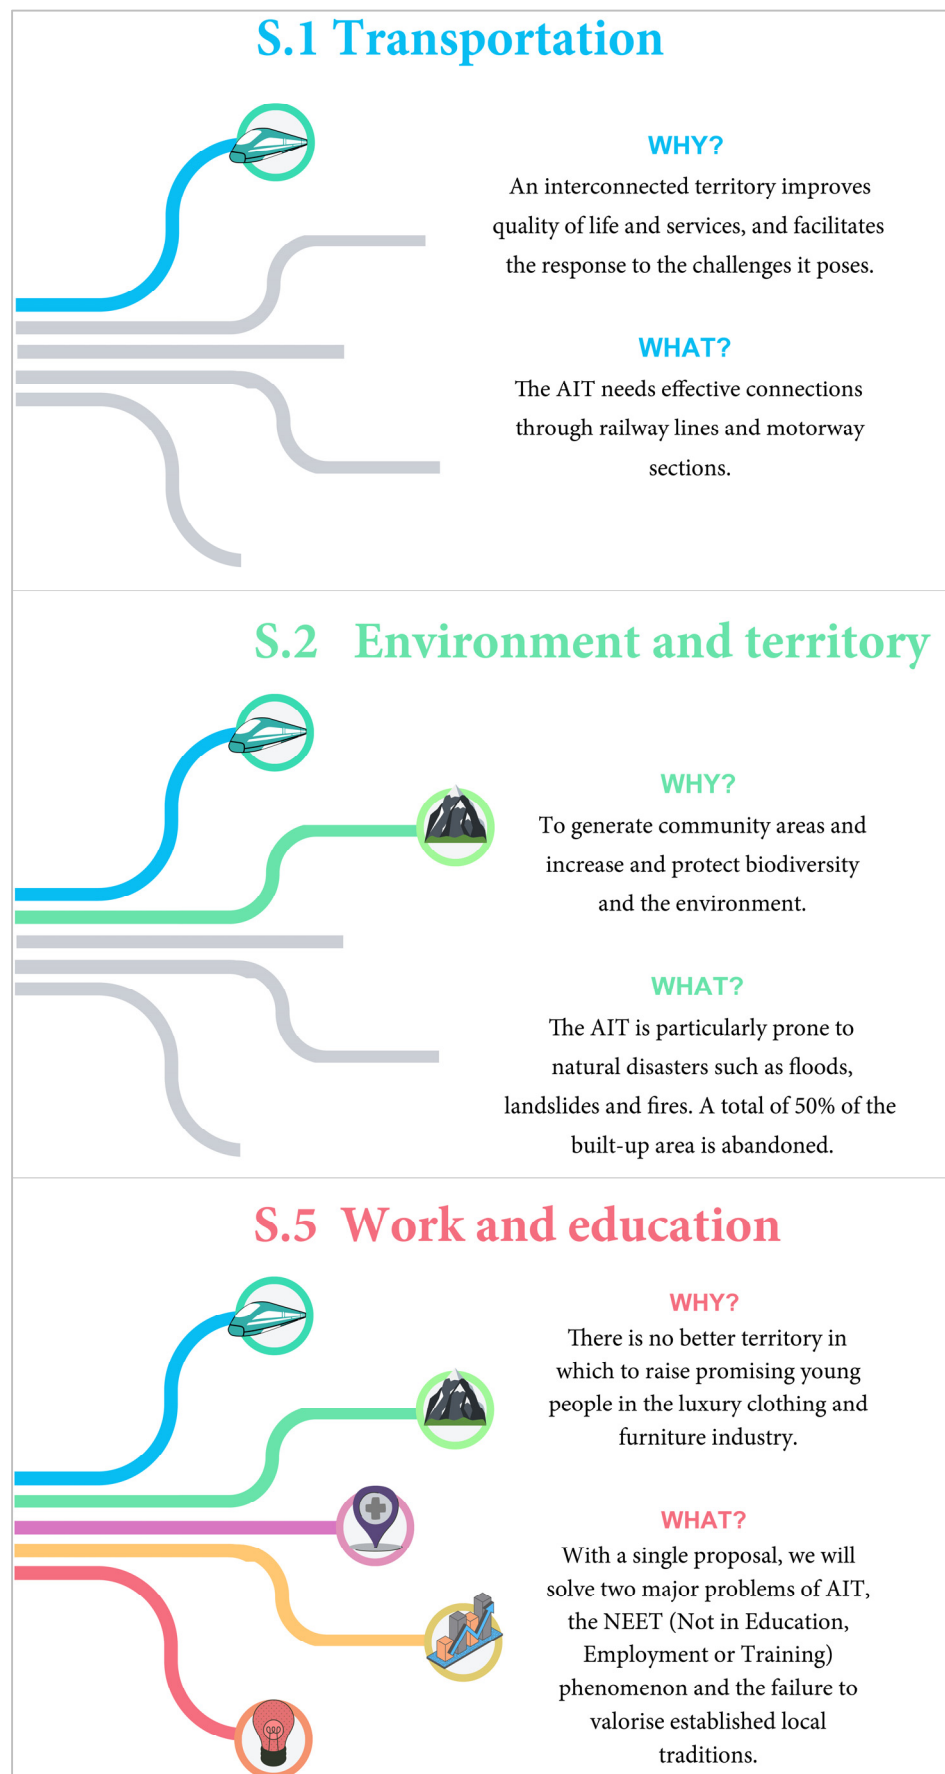 S.1 Transportation
WHY?
An interconnected territory improves
quality of life and services, and facilitates
the response to the challenges it poses.
WHAT?
The AIT needs effective connections
through railway lines and motorway
sections.
S.2 Environment and territory
WHY?
To generate community areas and
increase and protect biodiversity
and the environment.
WHAT?
The AIT is particularly prone to
natural disasters such as floods,
landslides and fires. A total of 50% of the
built-up area is abandoned.
S.5 Work and education
WHY?
There is no better territory in
which to raise promising young
people in the luxury clothing and
furniture industry.
WHAT?
With a single proposal, we will
solve two major problems of AIT,
the NEET (Not in Education,
Employment or Training)
phenomenon and the failure to
valorise established local
traditions.